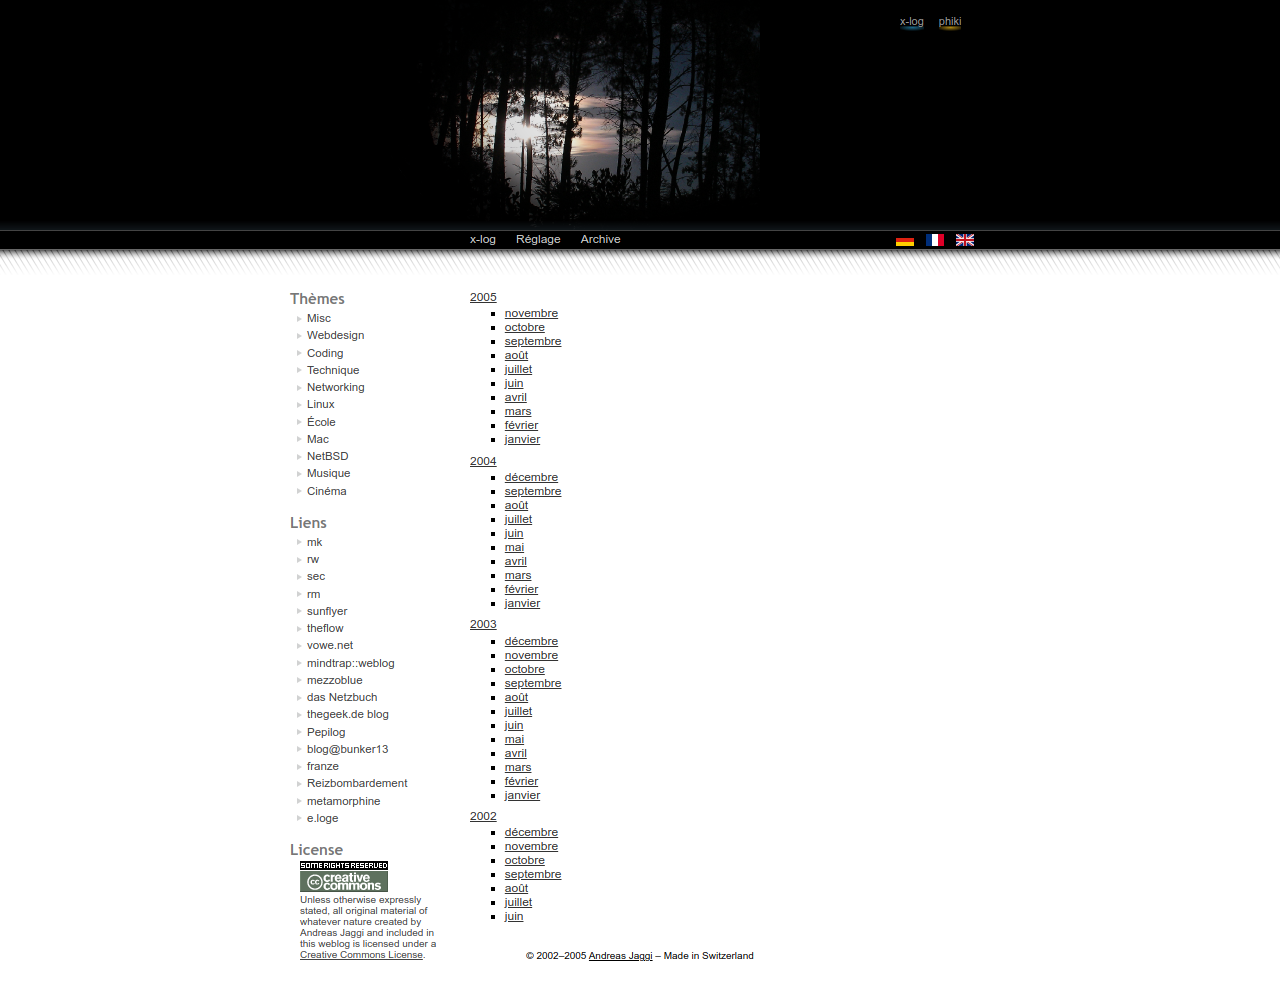 x-log phiki
x-log Réglage Archive
Thèmes
Misc
Webdesign
Coding
Technique
Networking
Linux
École
Mac
NetBSD
Musique
Cinéma
Liens
mk
rw
sec
rm
sunflyer
theflow
vowe.net
mindtrap::weblog
mezzoblue
das Netzbuch
thegeek.de blog
Pepilog
blog@bunker13
franze
Reizbombardement
metamorphine
e.loge
License
SOME RIGHTS RESERVED
cc creative
commons
Unless otherwise expressly
stated, all original material of
whatever nature created by
Andreas Jaggi and included in
this weblog is licensed under a
Creative Commons License.
2005
novembre
octobre
septembre
août
juillet
juin
avril
mars
février
janvier
2004
décembre
septembre
août
juillet
juin
mai
avril
mars
février
janvier
2003
décembre
novembre
octobre
septembre
août
juillet
juin
mai
avril
mars
février
janvier
2002
décembre
novembre
octobre
septembre
août
juillet
juin
© 2002–2005 Andreas Jaggi – Made in Switzerland